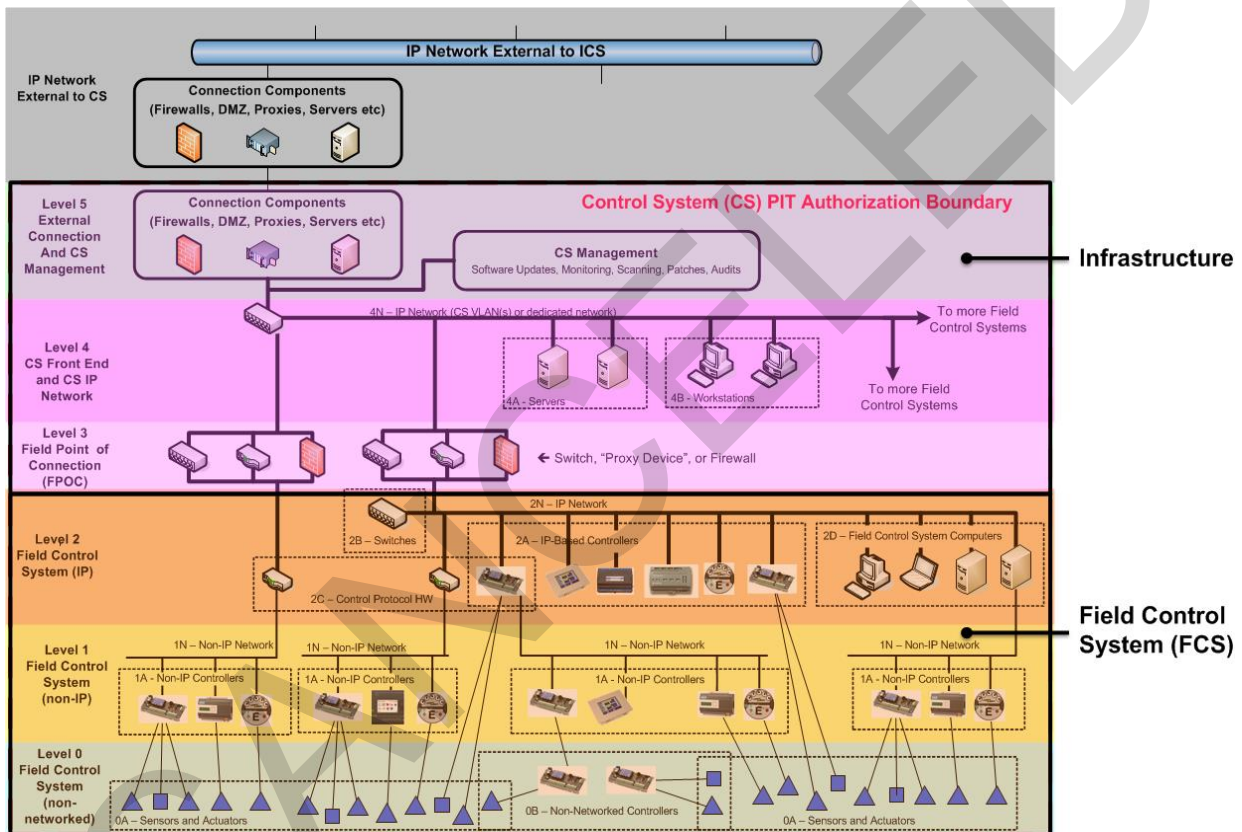 IP Network External to ICS
IP Network
External to CS
Connection Components
(Firewalls, DMZ, Proxies, Servers etc)
Level 5
External
Connection
And CS
Management
Connection Components
(Firewalls, DMZ, Proxies, Servers etc)
Control System (CS) PIT Authorization Boundary
CS Management
Software Updates, Monitoring, Scanning, Patches, Audits
Infrastructure
4N – IP Network (CS VLAN(s) or dedicated network)
To more Field
Control Systems
Level 4
CS Front End
and CS IP
Network
4A - Servers
4B - Workstations
To more Field
Control Systems
Level 3
Field Point of
Connection
(FPOC)
← Switch, “Proxy Device”, or Firewall
2N – IP Network
Level 2
Field Control
System (IP)
2B – Switches
2A – IP-Based Controllers
2D – Field Control System Computers
2C – Control Protocol HW
Field Control
System (FCS)
Level 1
Field Control
System
(non-IP)
1N – Non-IP Network
1N – Non-IP Network
1N – Non-IP Network
1N – Non-IP Network
1A - Non-IP Controllers
1A - Non-IP Controllers
1A - Non-IP Controllers
1A - Non-IP Controllers
E
E
E
E
E
Level 0
Field Control
System
(non-
networked)
0A – Sensors and Actuators
0B – Non-Networked Controllers
0A – Sensors and Actuators
CANCELED